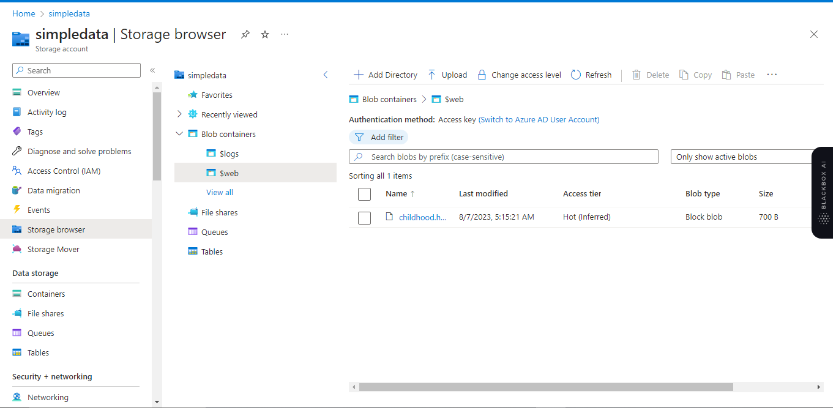 Home > simpledata
simpledata | Storage browser
Storage account
Search
Overview
Activity log
Tags
Diagnose and solve problems
Access Control (IAM)
Data migration
Events
Storage browser
Storage Mover
Data storage
Containers
File shares
Queues
Tables
Security + networking
Networking
simpledata
Favorites
Recently viewed
Blob containers
$logs
$web
View all
File shares
Queues
Tables
Add Directory Upload Change access level Refresh Delete Copy Paste
Blob containers > $web
Authentication method: Access key (Switch to Azure AD User Account)
Add filter
Search blobs by prefix (case-sensitive) Only show active blobs
Sorting all 1 items
Name ↑ Last modified Access tier Blob type Size
childhood.h... 8/7/2023, 5:15:21 AM Hot (Inferred) Block blob 700 B
BLACKBOX AI